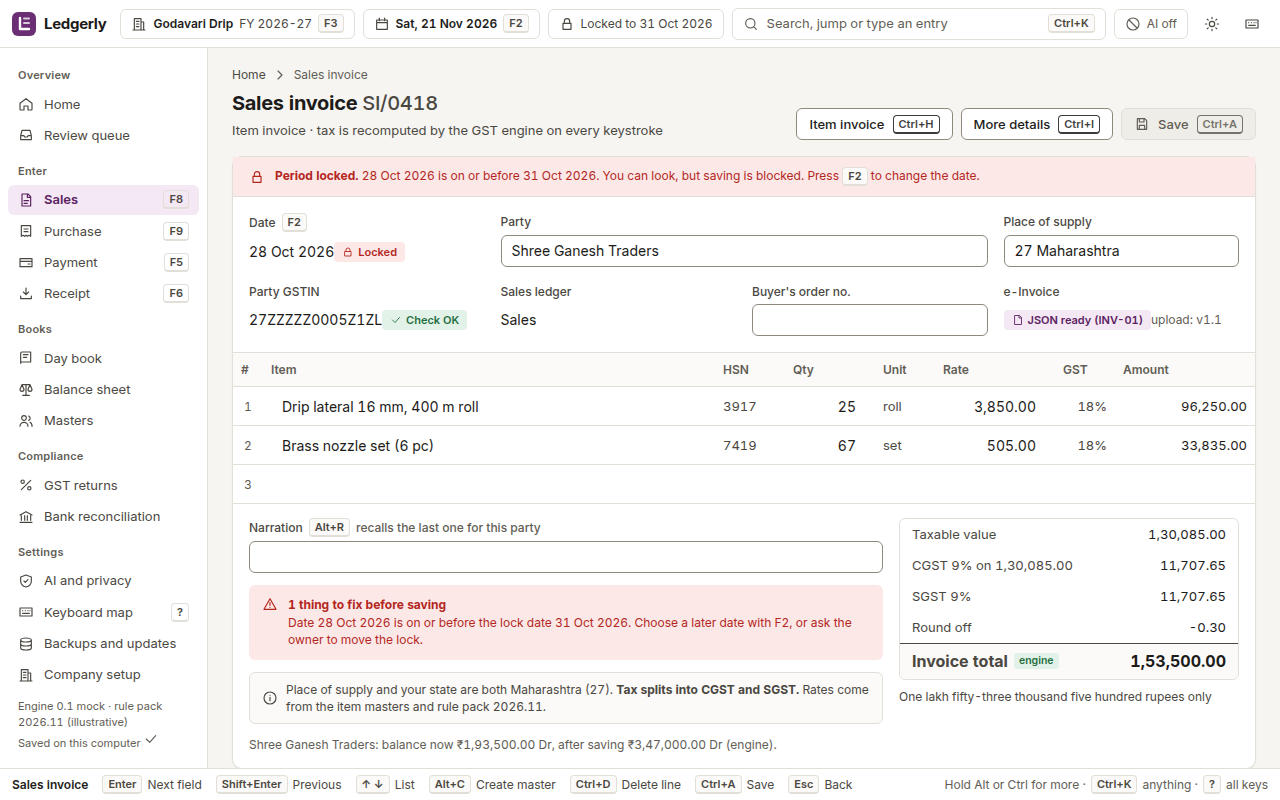 Ledgerly
Godavari Drip FY 2026-27 F3
Sat, 21 Nov 2026 F2
Locked to 31 Oct 2026
Search, jump or type an entry Ctrl+K
AI off
Overview
Home
Review queue
Enter
Sales F8
Purchase F9
Payment F5
Receipt F6
Books
Day book
Balance sheet
Masters
Compliance
GST returns
Bank reconciliation
Settings
AI and privacy
Keyboard map ?
Backups and updates
Company setup
Engine 0.1 mock · rule pack
2026.11 (illustrative)
Saved on this computer
Home > Sales invoice
Sales invoice SI/0418
Item invoice · tax is recomputed by the GST engine on every keystroke
Item invoice Ctrl+H
More details Ctrl+I
Save Ctrl+A
Period locked. 28 Oct 2026 is on or before 31 Oct 2026. You can look, but saving is blocked. Press F2 to change the date.
Date F2
28 Oct 2026 Locked
Party
Shree Ganesh Traders
Place of supply
27 Maharashtra
Party GSTIN
27ZZZZZ0005Z1ZL Check OK
Sales ledger
Sales
Buyer's order no.
e-Invoice
JSON ready (INV-01) upload: v1.1
# Item HSN Qty Unit Rate GST Amount
1 Drip lateral 16 mm, 400 m roll 3917 25 roll 3,850.00 18% 96,250.00
2 Brass nozzle set (6 pc) 7419 67 set 505.00 18% 33,835.00
3
Narration Alt+R recalls the last one for this party
1 thing to fix before saving
Date 28 Oct 2026 is on or before the lock date 31 Oct 2026. Choose a later date with F2, or ask the
owner to move the lock.
Place of supply and your state are both Maharashtra (27). Tax splits into CGST and SGST. Rates come
from the item masters and rule pack 2026.11.
Shree Ganesh Traders: balance now ₹1,93,500.00 Dr, after saving ₹3,47,000.00 Dr (engine).
Taxable value 1,30,085.00
CGST 9% on 1,30,085.00 11,707.65
SGST 9% 11,707.65
Round off -0.30
Invoice total engine 1,53,500.00
One lakh fifty-three thousand five hundred rupees only
Sales invoice Enter Next field Shift+Enter Previous ↑↓ List Alt+C Create master Ctrl+D Delete line Ctrl+A Save Esc Back
Hold Alt or Ctrl for more · Ctrl+K anything · ? all keys